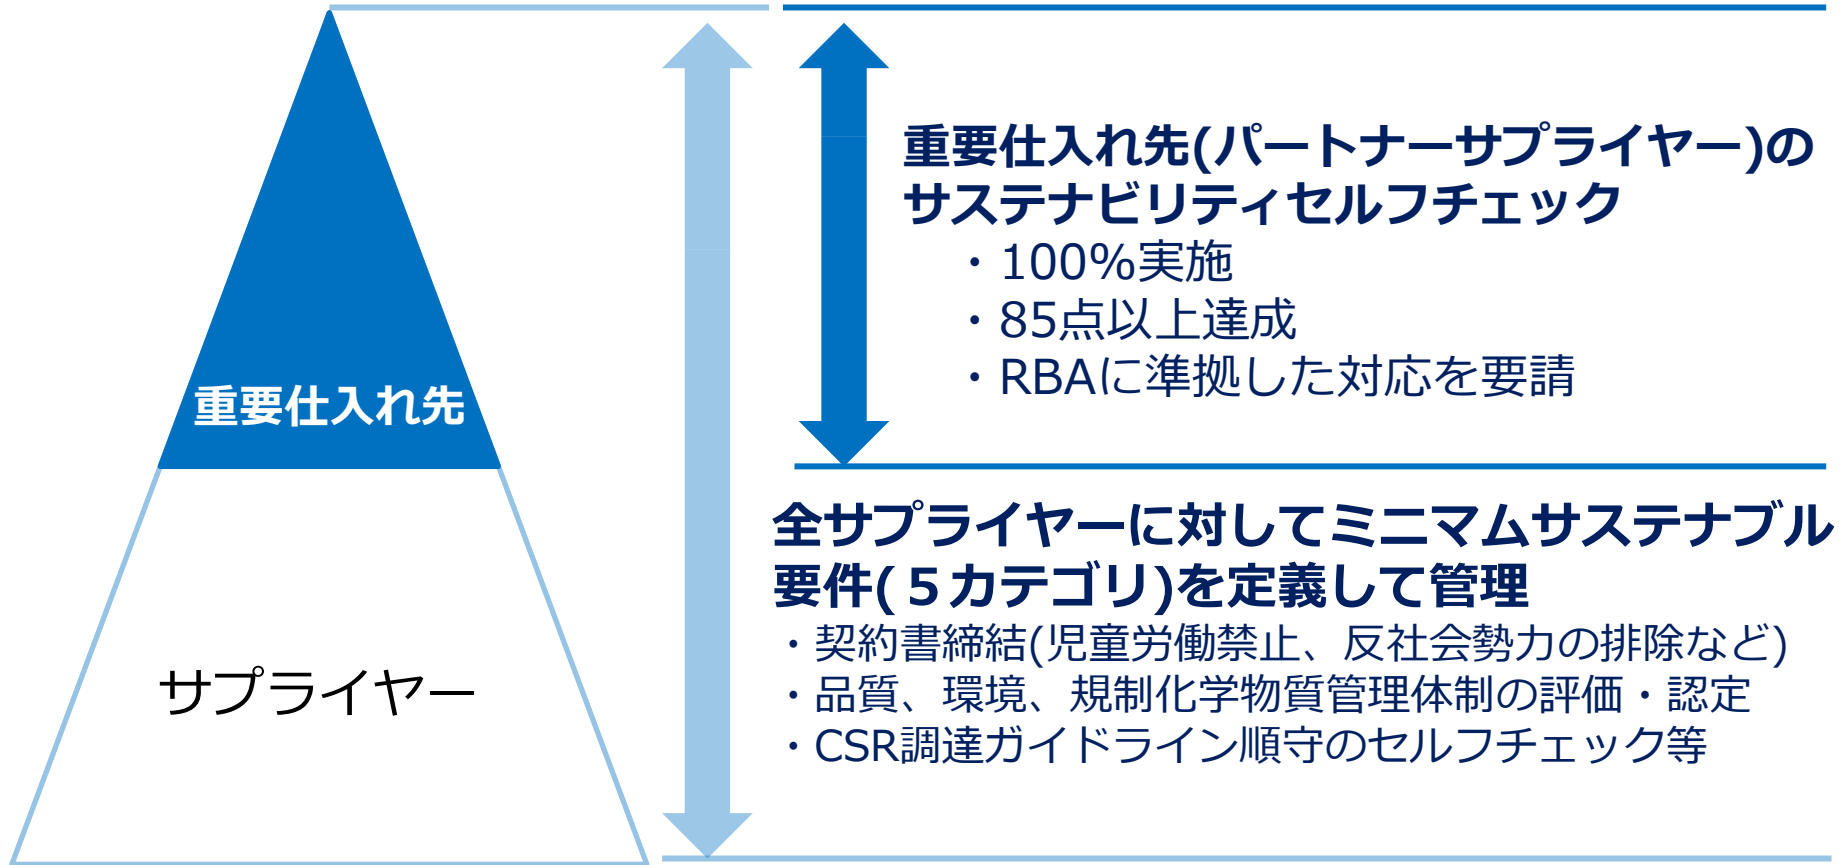 重要仕入れ先
サプライヤー
重要仕入れ先(パートナーサプライヤー)の
サステナビリティセルフチェック
・100%実施
・85点以上達成
・RBAに準拠した対応を要請
全サプライヤーに対してミニマムサステナブル
要件(５カテゴリ)を定義して管理
・契約書締結(児童労働禁止、反社会勢力の排除など)
・品質、環境、規制化学物質管理体制の評価・認定
・CSR調達ガイドライン順守のセルフチェック等